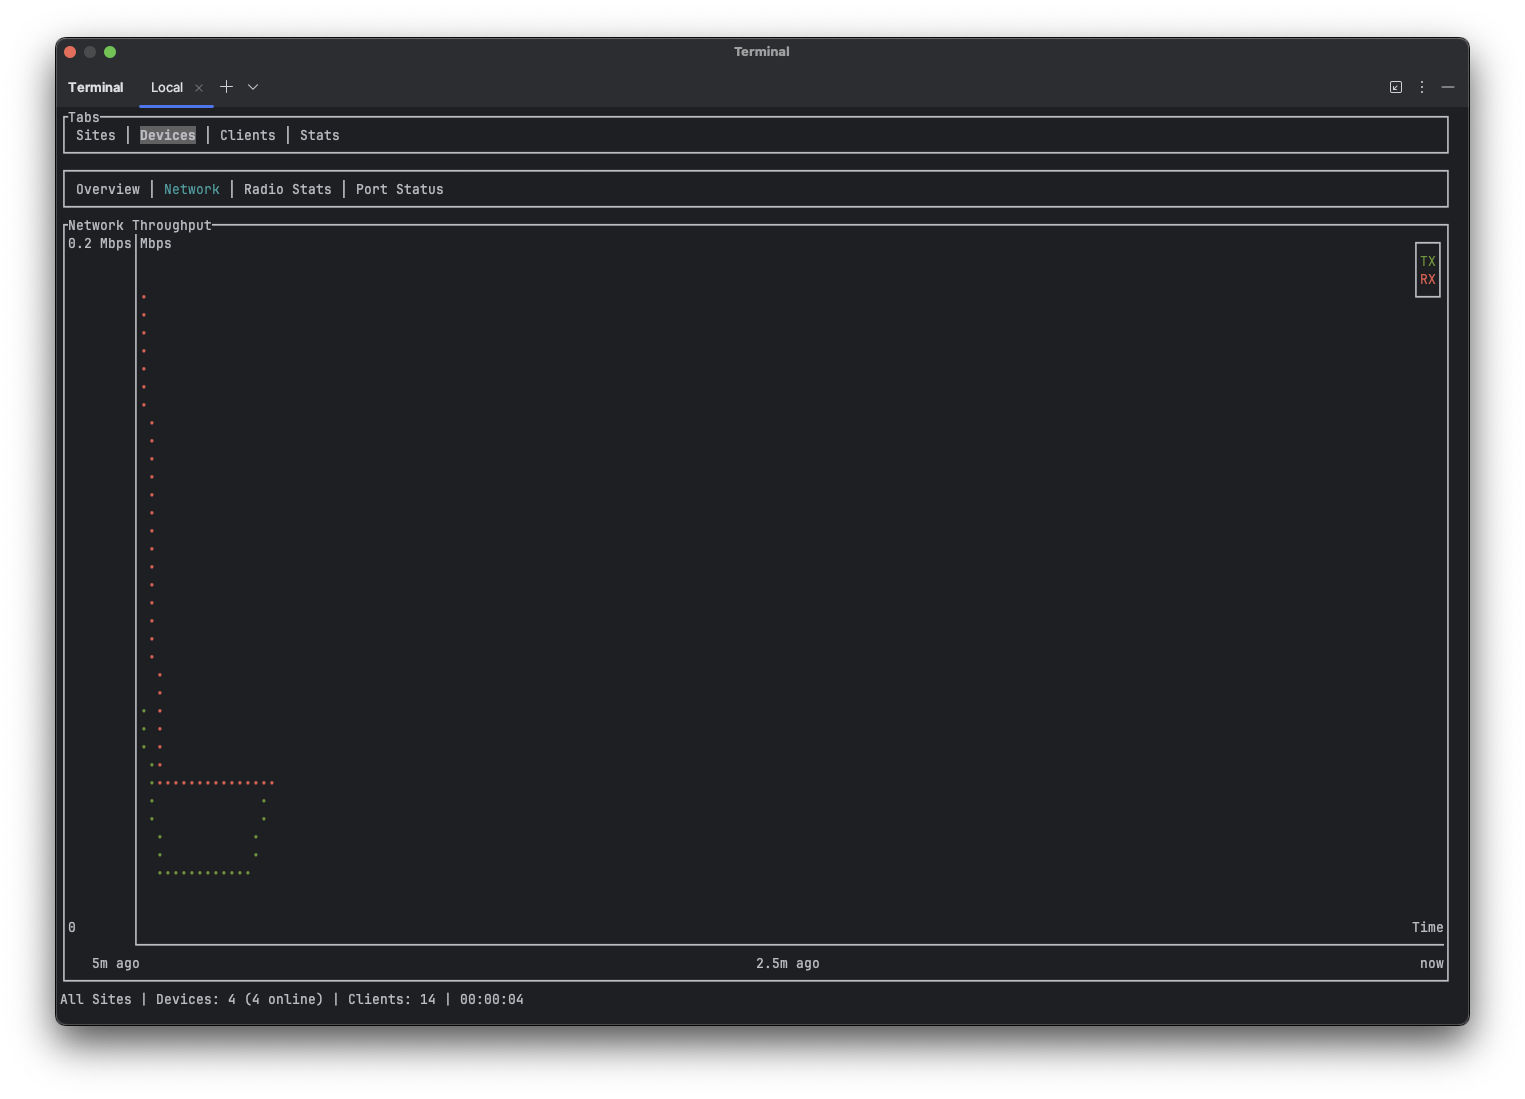 Terminal
Terminal Local
Tabs
Sites | Devices | Clients | Stats
Overview | Network | Radio Stats | Port Status
Network Throughput
0.2 Mbps Mbps
TX
RX
0 Time
5m ago 2.5m ago now
All Sites | Devices: 4 (4 online) | Clients: 14 | 00:00:04